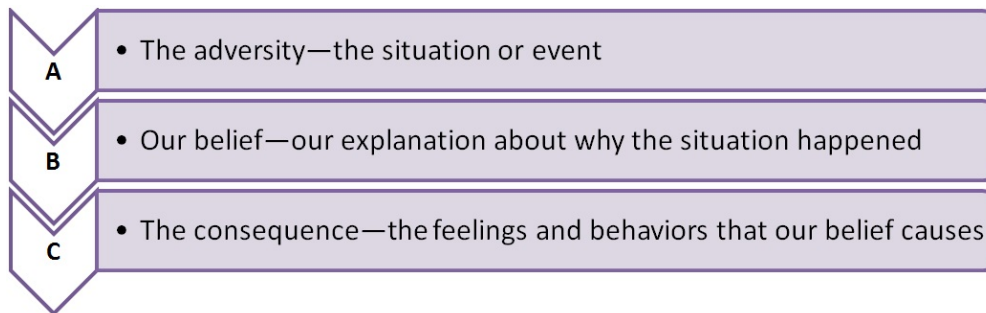 A
• The adversity—the situation or event
B
• Our belief—our explanation about why the situation happened
C
• The consequence—the feelings and behaviors that our belief causes